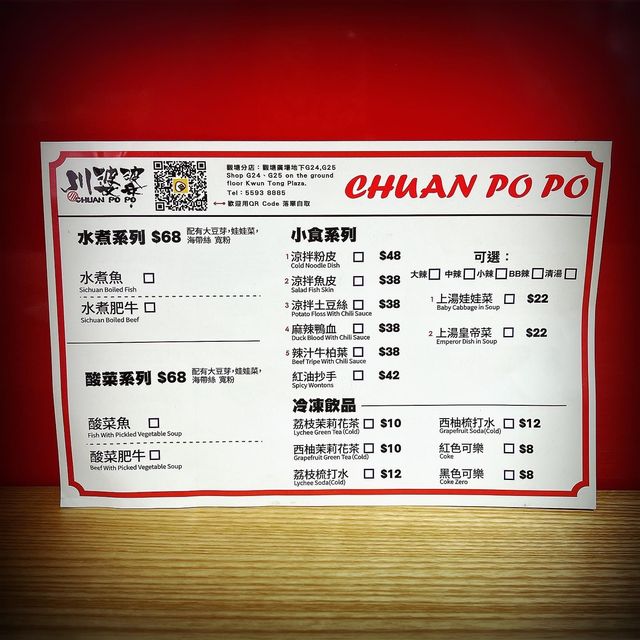 川婆婆
CHUAN PO PO
觀塘分店：觀塘廣場地下G24,G25
Shop G24、G25 on the ground
floor Kwun Tong Plaza.
Tel：5593 8885
歡迎用QR Code 落單自取
CHUAN PO PO
水煮系列 $68 配有大豆芽，娃娃菜，
海帶絲 寬粉
水煮魚
Sichuan Boiled Fish
水煮肥牛
Sichuan Boiled Beef
酸菜系列 $68 配有大豆芽，娃娃菜，
海帶絲 寬粉
酸菜魚
Fish With Pickled Vegetable Soup
酸菜肥牛
Beef With Picked Vegetable Soup
小食系列
1 涼拌粉皮 $48
Cold Noodle Dish
2 涼拌魚皮 $38
Salad Fish Skin
3 涼拌土豆絲 $38
Potato Floss With Chili Sauce
4 麻辣鴨血 $38
Duck Blood With Chili Sauce
5 辣汁牛柏葉 $38
Beef Tripe With Chili Sauce
紅油抄手 $42
Spicy Wontons
可選：
大辣 中辣 小辣 BB辣 清湯
1 上湯娃娃菜 $22
Baby Cabbage in Soup
2 上湯皇帝菜 $22
Emperor Dish in Soup
冷凍飲品
荔枝茉莉花茶 $10
Lychee Green Tea (Cold)
西柚茉莉花茶 $10
Grapefruit Green Tea(Cold)
荔枝梳打水 $12
Lychee Soda(Cold)
西柚梳打水 $12
Grapefruit Soda(Cold)
紅色可樂 $8
Coke
黑色可樂 $8
Coke Zero